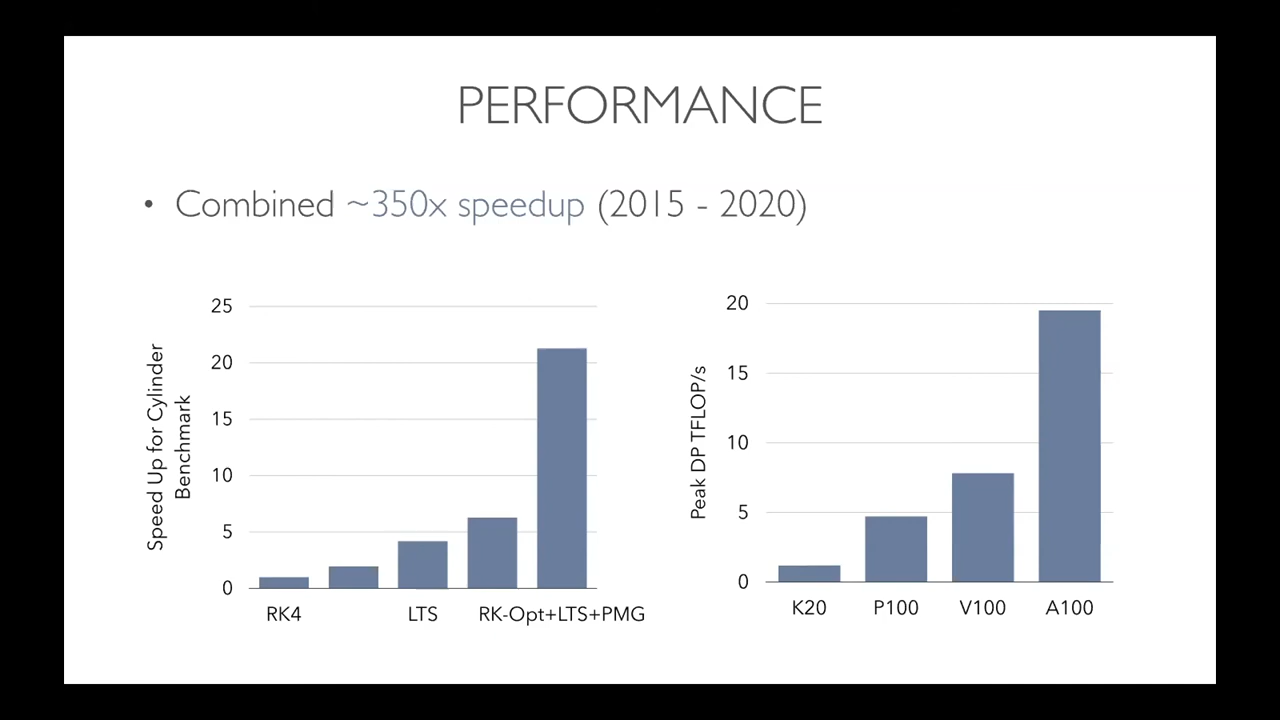 PERFORMANCE
• Combined ~350x speedup (2015 - 2020)
Speed Up for Cylinder
Benchmark
25
20
15
10
5
0
RK4
LTS
RK-Opt+LTS+PMG
Peak DP TFLOP/s
20
15
10
5
0
K20
P100
V100
A100